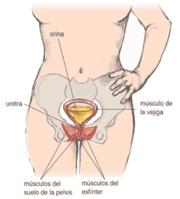 orina
uretra
músculo de
la vejiga
músculos del
suelo de la pelvis
músculos del
esfínter